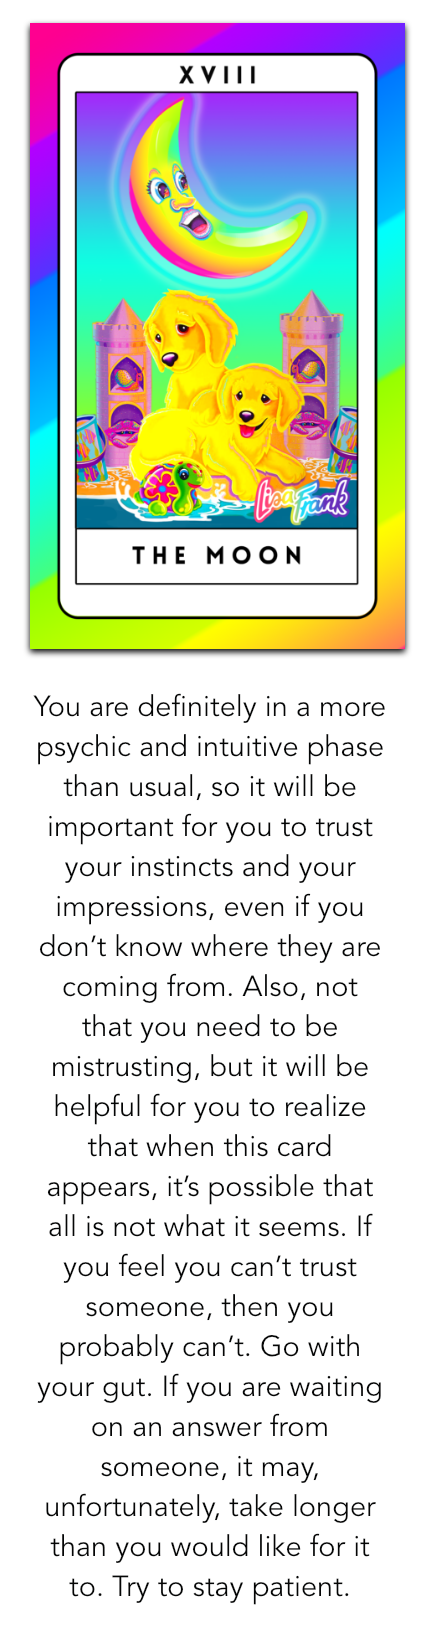 XVIII
Lisa Frank
THE MOON
You are definitely in a more
psychic and intuitive phase
than usual, so it will be
important for you to trust
your instincts and your
impressions, even if you
don’t know where they are
coming from. Also, not
that you need to be
mistrusting, but it will be
helpful for you to realize
that when this card
appears, it’s possible that
all is not what it seems. If
you feel you can’t trust
someone, then you
probably can’t. Go with
your gut. If you are waiting
on an answer from
someone, it may,
unfortunately, take longer
than you would like for it
to. Try to stay patient.